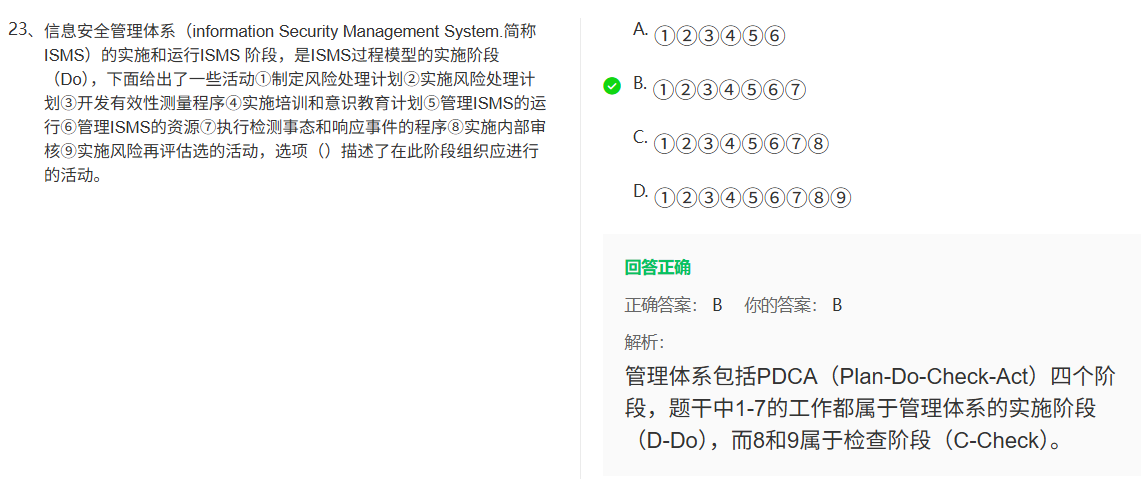 23、信息安全管理体系（information Security Management System.简称
ISMS）的实施和运行ISMS 阶段，是ISMS过程模型的实施阶段
（Do），下面给出了一些活动①制定风险处理计划②实施风险处理计
划③开发有效性测量程序④实施培训和意识教育计划⑤管理ISMS的运
行⑥管理ISMS的资源⑦执行检测事态和响应事件的程序⑧实施内部审
核⑨实施风险再评估选的活动，选项（）描述了在此阶段组织应进行
的活动。
A. ①②③④⑤⑥
B. ①②③④⑤⑥⑦
C. ①②③④⑤⑥⑦⑧
D. ①②③④⑤⑥⑦⑧⑨
回答正确
正确答案： B 你的答案： B
解析：
管理体系包括PDCA（Plan-Do-Check-Act）四个阶
段，题干中1-7的工作都属于管理体系的实施阶段
（D-Do），而8和9属于检查阶段（C-Check）。